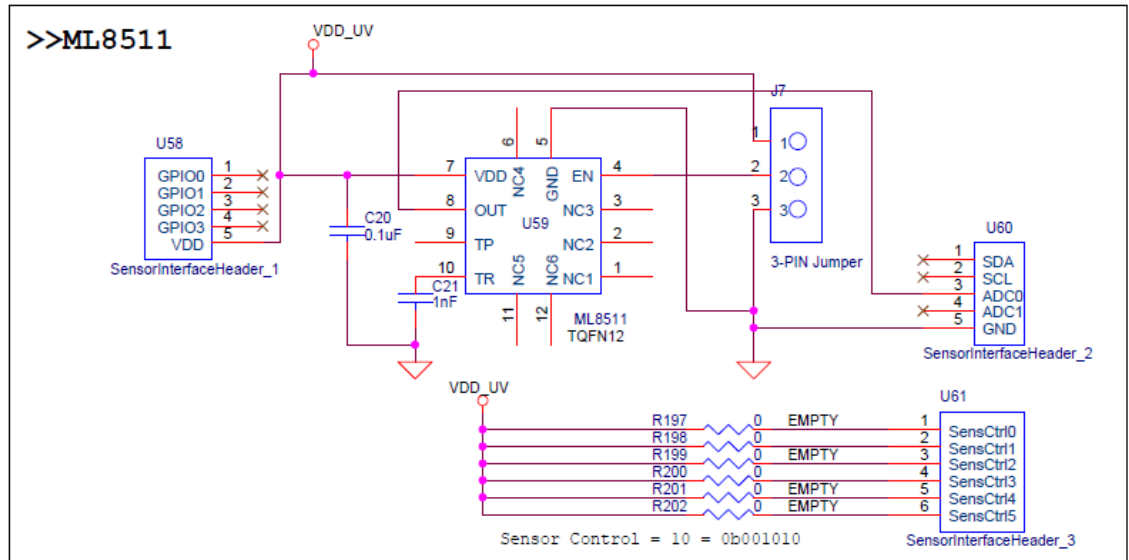 >>ML8511
VDD_UV
U58
GPIO0 1
GPIO1 2
GPIO2 3
GPIO3 4
VDD 5
SensorInterfaceHeader_1
C20
0.1uF
C21
1nF
6
5
NC4
GND
7 VDD
8 OUT
9 TP
10 TR
U59
EN 4
NC3 3
NC2 2
NC1 1
NC5
NC6
11
12
ML8511
TQFN12
J7
1 1
2 2
3 3
3-PIN Jumper
U60
1 SDA
2 SCL
3 ADC0
4 ADC1
5 GND
SensorInterfaceHeader_2
VDD_UV
U61
R197 0 EMPTY 1 SensCtrl0
R198 0 2 SensCtrl1
R199 0 EMPTY 3 SensCtrl2
R200 0 4 SensCtrl3
R201 0 EMPTY 5 SensCtrl4
R202 0 EMPTY 6 SensCtrl5
SensorInterfaceHeader_3
Sensor Control = 10 = 0b001010